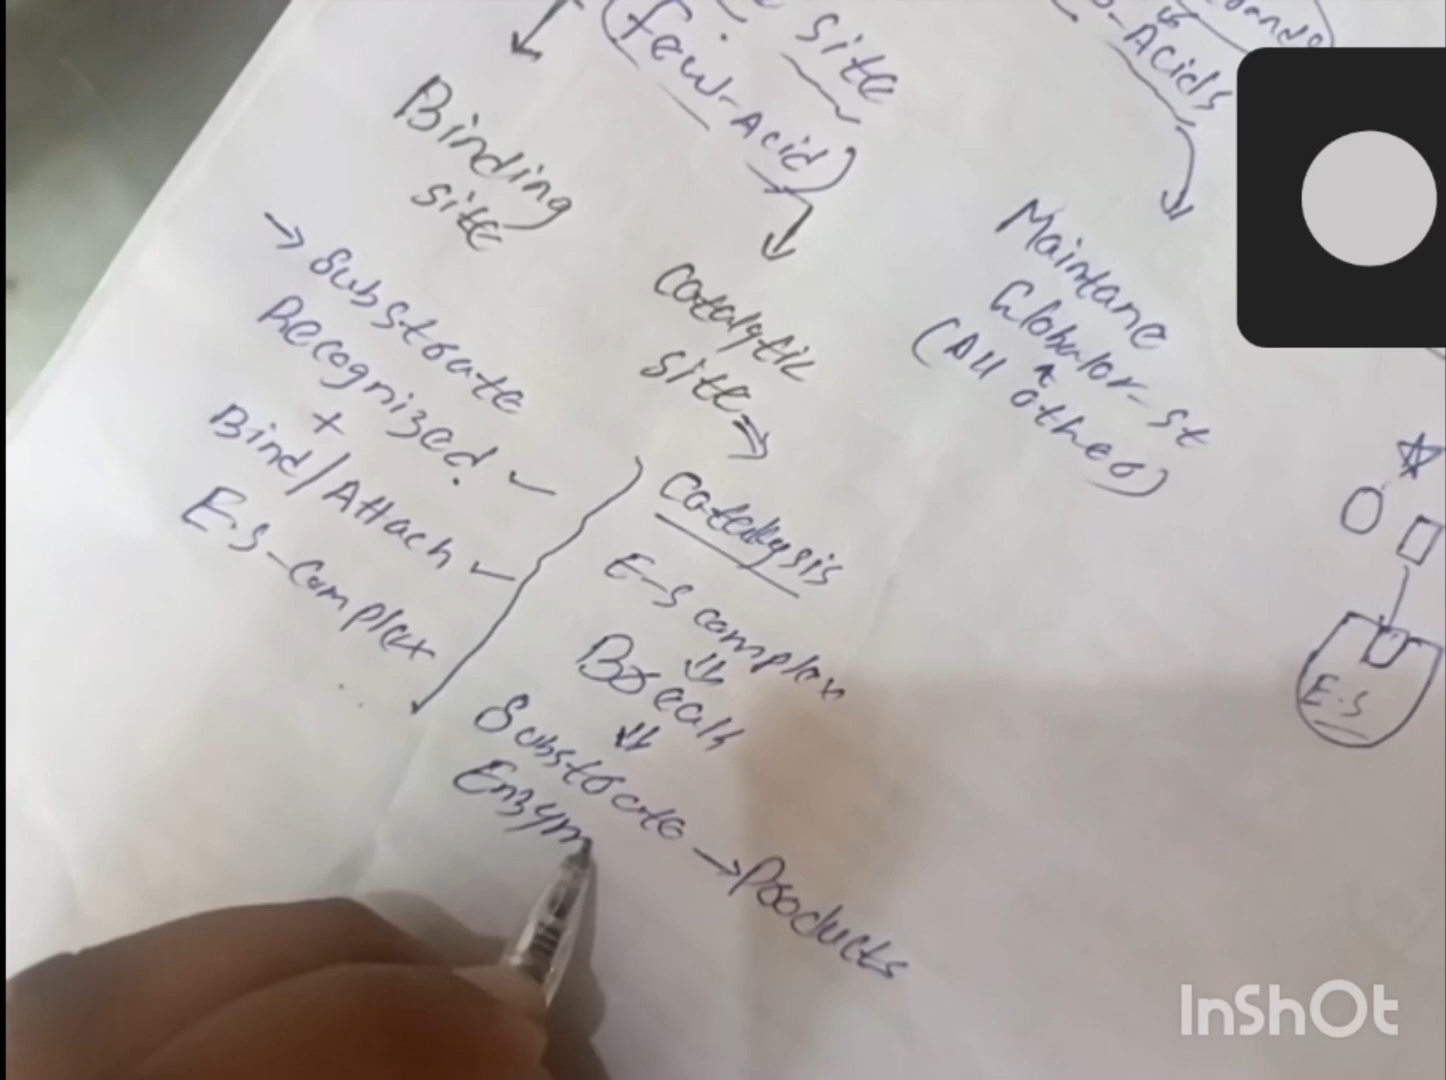 Site
(few-Acid)
Acids
Binding
site
→ Substrate
Recognized
+
Bind/Attach
E.S-complex
Catalytic
site
Catalysis
E-S complex
Break
Substrate → Products
Enzym
Maintane
Globular-st
(All other)
E.S
InShOt